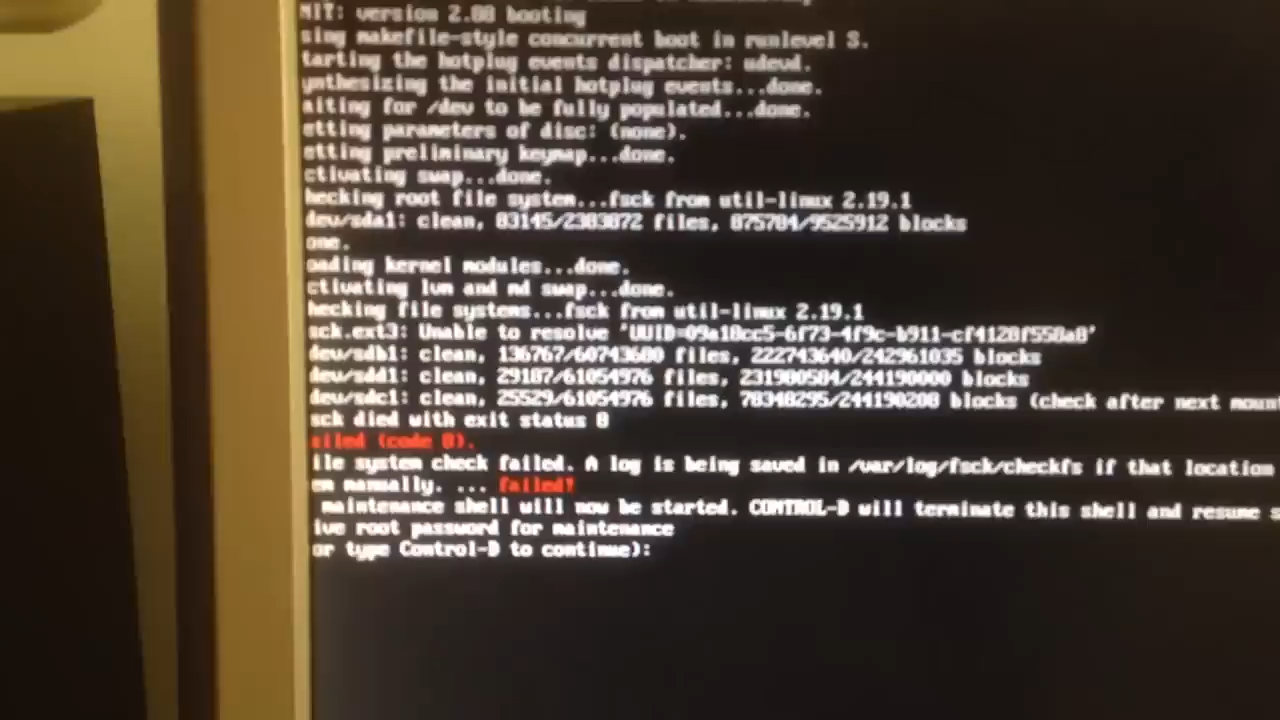 NIT: version 2.88 booting
sing makefile-style concurrent boot in runlevel S.
tarting the hotplug events dispatcher: udevd.
ynthesizing the initial hotplug events...done.
aiting for /dev to be fully populated...done.
etting parameters of disc: (none).
etting preliminary keymap...done.
ctivating swap...done.
hecking root file system...fsck from util-linux 2.19.1
dev/sda1: clean, 83145/2383872 files, 875784/9525912 blocks
one.
oading kernel modules...done.
ctivating lvm and md swap...done.
hecking file systems...fsck from util-linux 2.19.1
sck.ext3: Unable to resolve 'UUID=09a18cc5-6f73-4f9c-b911-cf4128f558a8'
dev/sdb1: clean, 136767/60743680 files, 222743640/242961035 blocks
dev/sdd1: clean, 29187/61054976 files, 231980584/244190000 blocks
dev/sdc1: clean, 25529/61054976 files, 78348295/244190208 blocks (check after next mount
sck died with exit status 8
ailed (code 8).
ile system check failed. A log is being saved in /var/log/fsck/checkfs if that location
em manually. ... failed!
maintenance shell will now be started. CONTROL-D will terminate this shell and resume s
ive root password for maintenance
or type Control-D to continue):